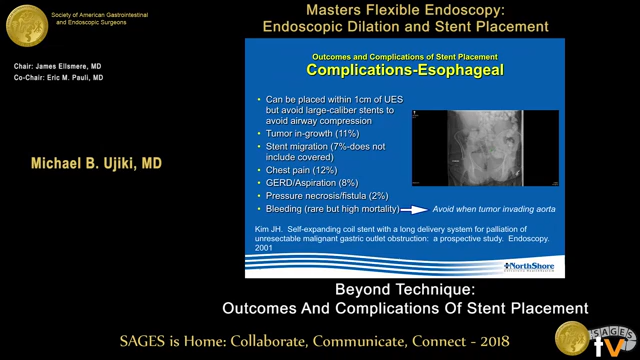 Society of American Gastrointestinal
and Endoscopic Surgeons
Masters Flexible Endoscopy:
Endoscopic Dilation and Stent Placement
Chair: James Ellsmere, MD
Co-Chair: Eric M. Pauli, MD
Michael B. Ujiki, MD
Outcomes and Complications of Stent Placement
Complications-Esophageal
• Can be placed within 1cm of UES
but avoid large-caliber stents to
avoid airway compression
• Tumor in-growth (11%)
• Stent migration (7%-does not
include covered)
• Chest pain (12%)
• GERD/Aspiration (8%)
• Pressure necrosis/fistula (2%)
• Bleeding (rare but high mortality)
Avoid when tumor invading aorta
Kim JH. Self-expanding coil stent with a long delivery system for palliation of
unresectable malignant gastric outlet obstruction: a prospective study. Endoscopy.
2001
NorthShore
Beyond Technique:
Outcomes And Complications Of Stent Placement
SAGES is Home: Collaborate, Communicate, Connect - 2018
SAGES
tv